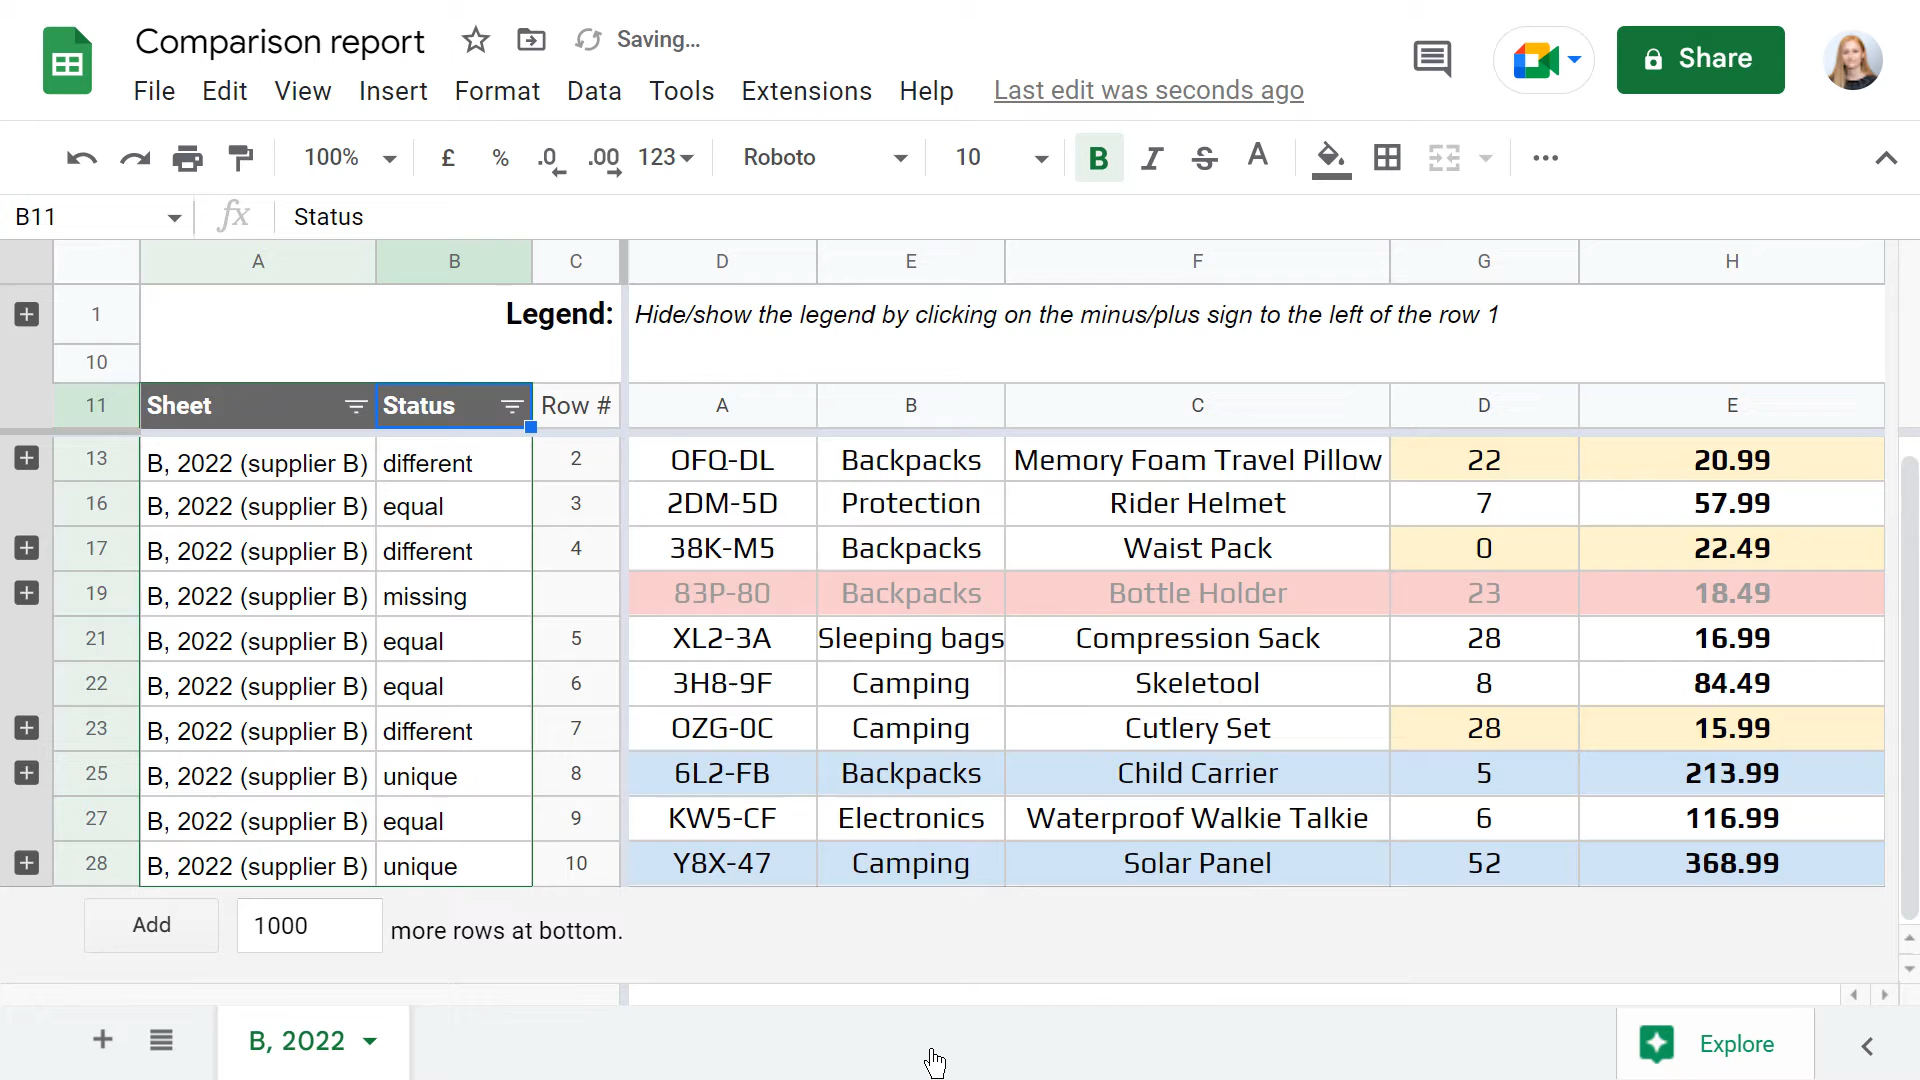 Comparison report Saving...
File Edit View Insert Format Data Tools Extensions Help Last edit was seconds ago
Share
100% £ % .0 .00 123 Roboto 10 B I S A
B11 fx Status
A B C D E F G H
1 Legend: Hide/show the legend by clicking on the minus/plus sign to the left of the row 1
10
11 Sheet Status Row # A B C D E
13 B, 2022 (supplier B) different 2 OFQ-DL Backpacks Memory Foam Travel Pillow 22 20.99
16 B, 2022 (supplier B) equal 3 2DM-5D Protection Rider Helmet 7 57.99
17 B, 2022 (supplier B) different 4 38K-M5 Backpacks Waist Pack 0 22.49
19 B, 2022 (supplier B) missing 83P-80 Backpacks Bottle Holder 23 18.49
21 B, 2022 (supplier B) equal 5 XL2-3A Sleeping bags Compression Sack 28 16.99
22 B, 2022 (supplier B) equal 6 3H8-9F Camping Skeletool 8 84.49
23 B, 2022 (supplier B) different 7 OZG-0C Camping Cutlery Set 28 15.99
25 B, 2022 (supplier B) unique 8 6L2-FB Backpacks Child Carrier 5 213.99
27 B, 2022 (supplier B) equal 9 KW5-CF Electronics Waterproof Walkie Talkie 6 116.99
28 B, 2022 (supplier B) unique 10 Y8X-47 Camping Solar Panel 52 368.99
Add 1000 more rows at bottom.
B, 2022 Explore